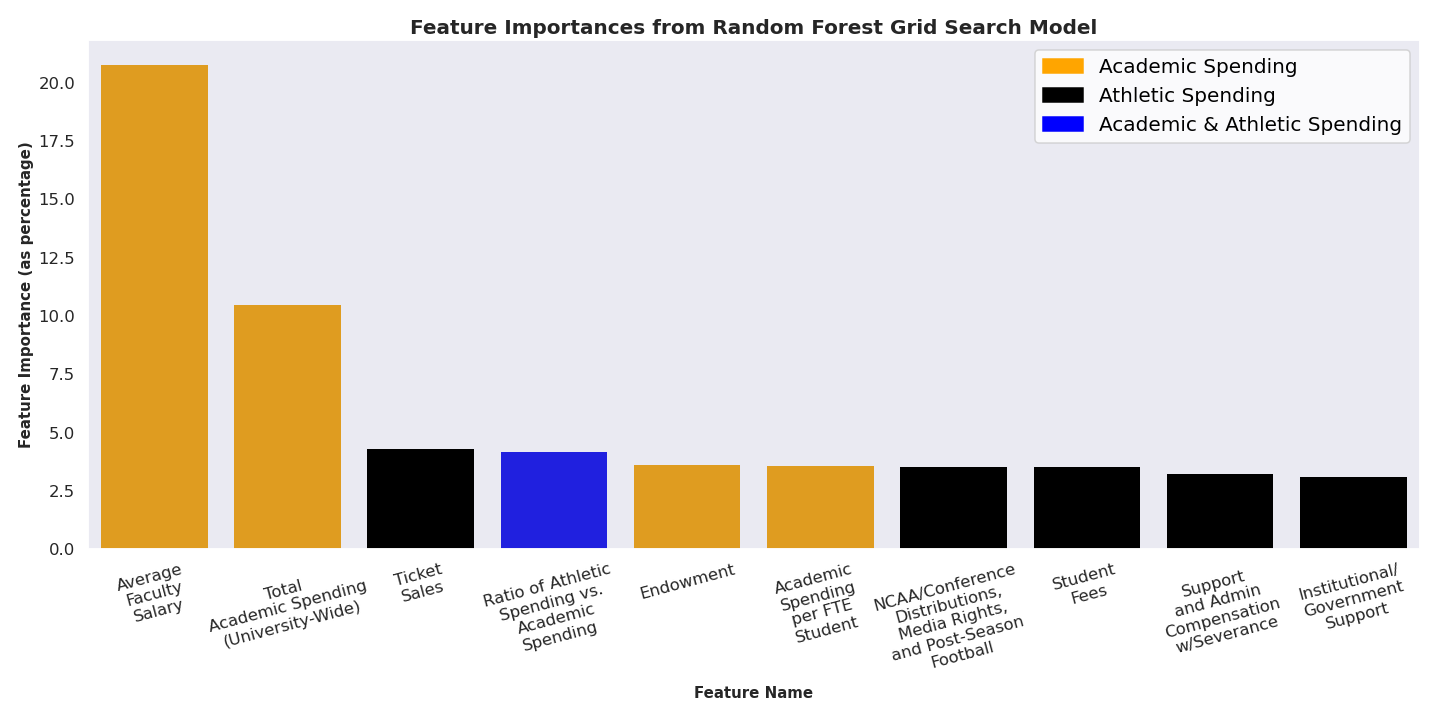 Feature Importances from Random Forest Grid Search Model
Academic Spending
Athletic Spending
Academic & Athletic Spending
Feature Importance (as percentage)
20.0
17.5
15.0
12.5
10.0
7.5
5.0
2.5
0.0
Average
Faculty
Salary
Total
Academic Spending
(University-Wide)
Ticket
Sales
Ratio of Athletic
Spending vs.
Academic
Spending
Endowment
Academic
Spending
per FTE
Student
NCAA/Conference
Distributions,
Media Rights,
and Post-Season
Football
Student
Fees
Support
and Admin
Compensation
w/Severance
Institutional/
Government
Support
Feature Name